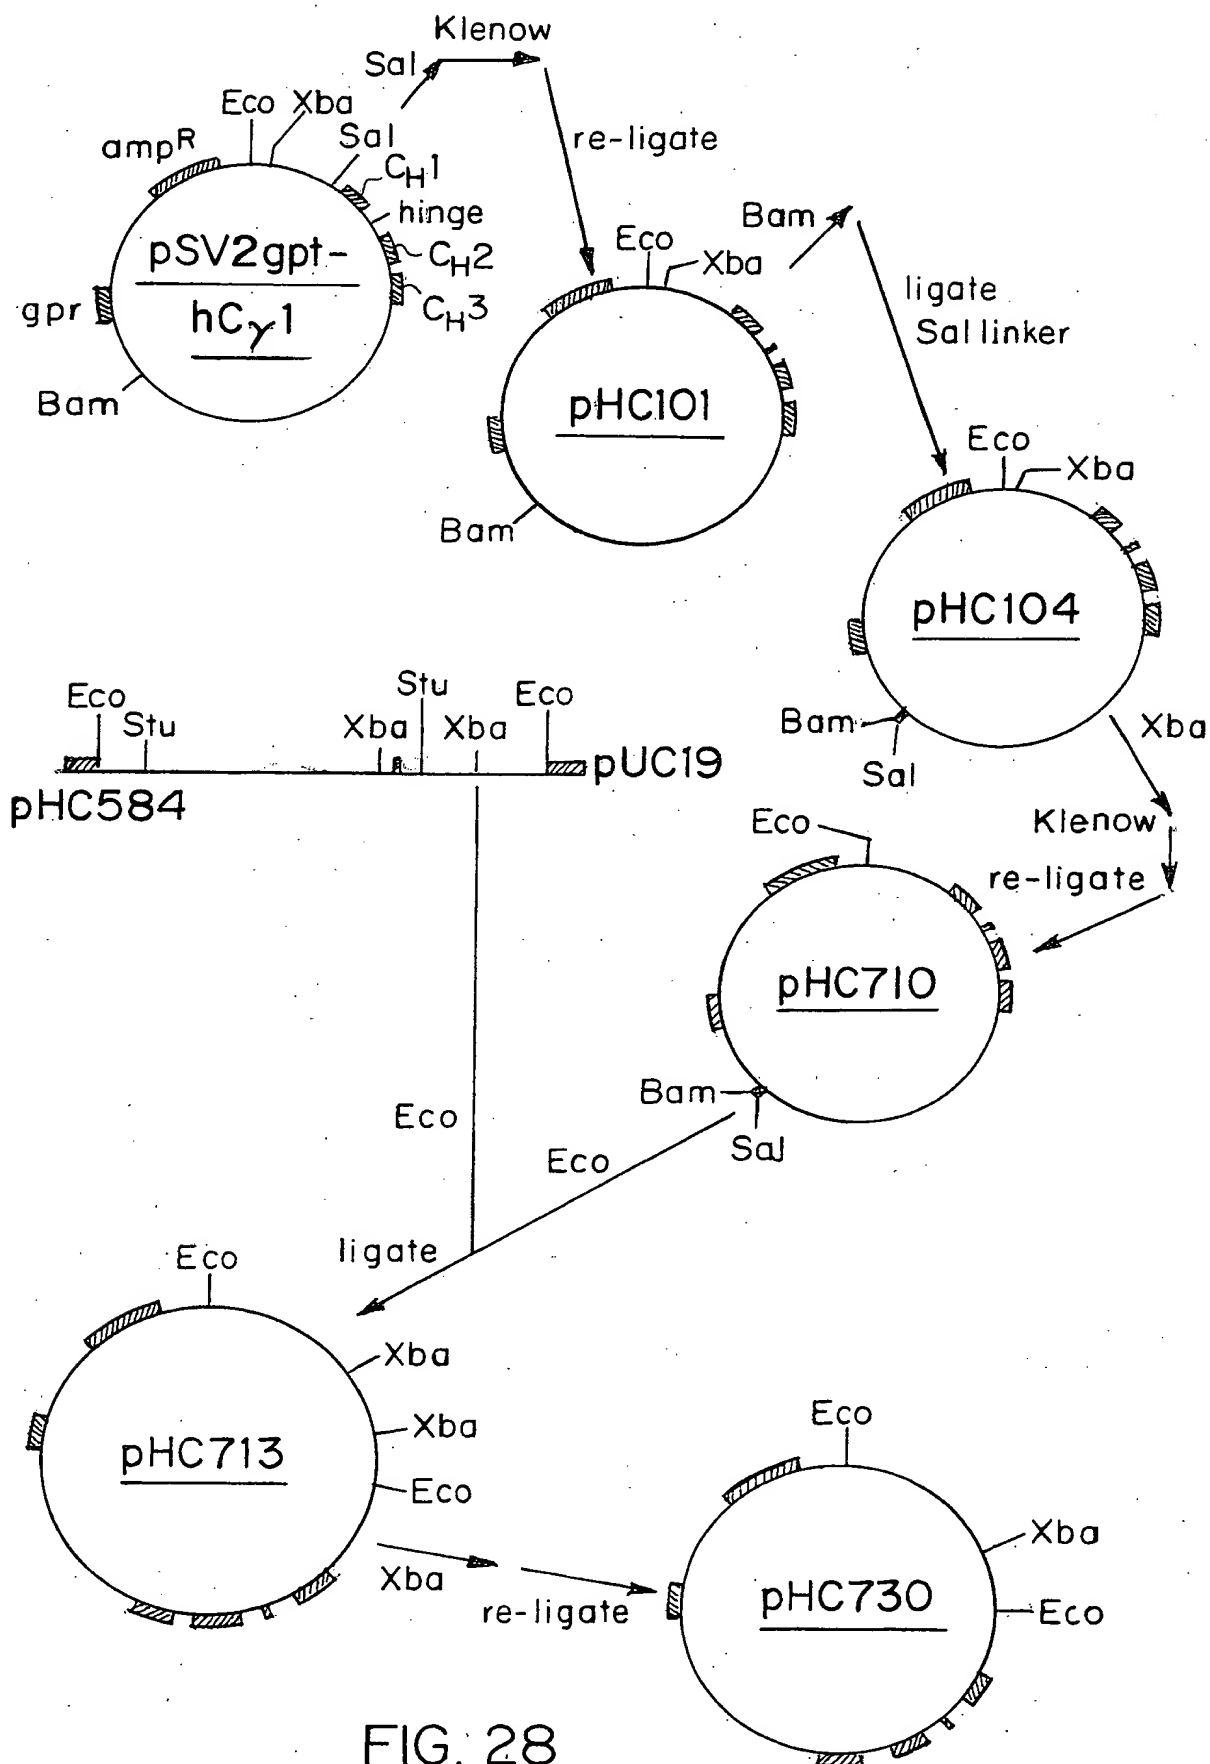 Klenow
Sal
Eco Xba
ampR
Sal
CH1
re-ligate
hinge
pSV2gpt-
CH2
gpr
hCγ1
CH3
Bam
Eco
Xba
Bam
ligate
Sal linker
pHC101
Bam
Eco
Xba
pHC104
Bam
Sal
Xba
Eco
Stu
Xba
Stu
Xba
Eco
pUC19
pHC584
Klenow
re-ligate
Eco
pHC710
Bam
Sal
Eco
Eco
ligate
Eco
Xba
Xba
pHC713
Eco
Xba
re-ligate
Eco
Xba
pHC730
Eco
FIG. 28